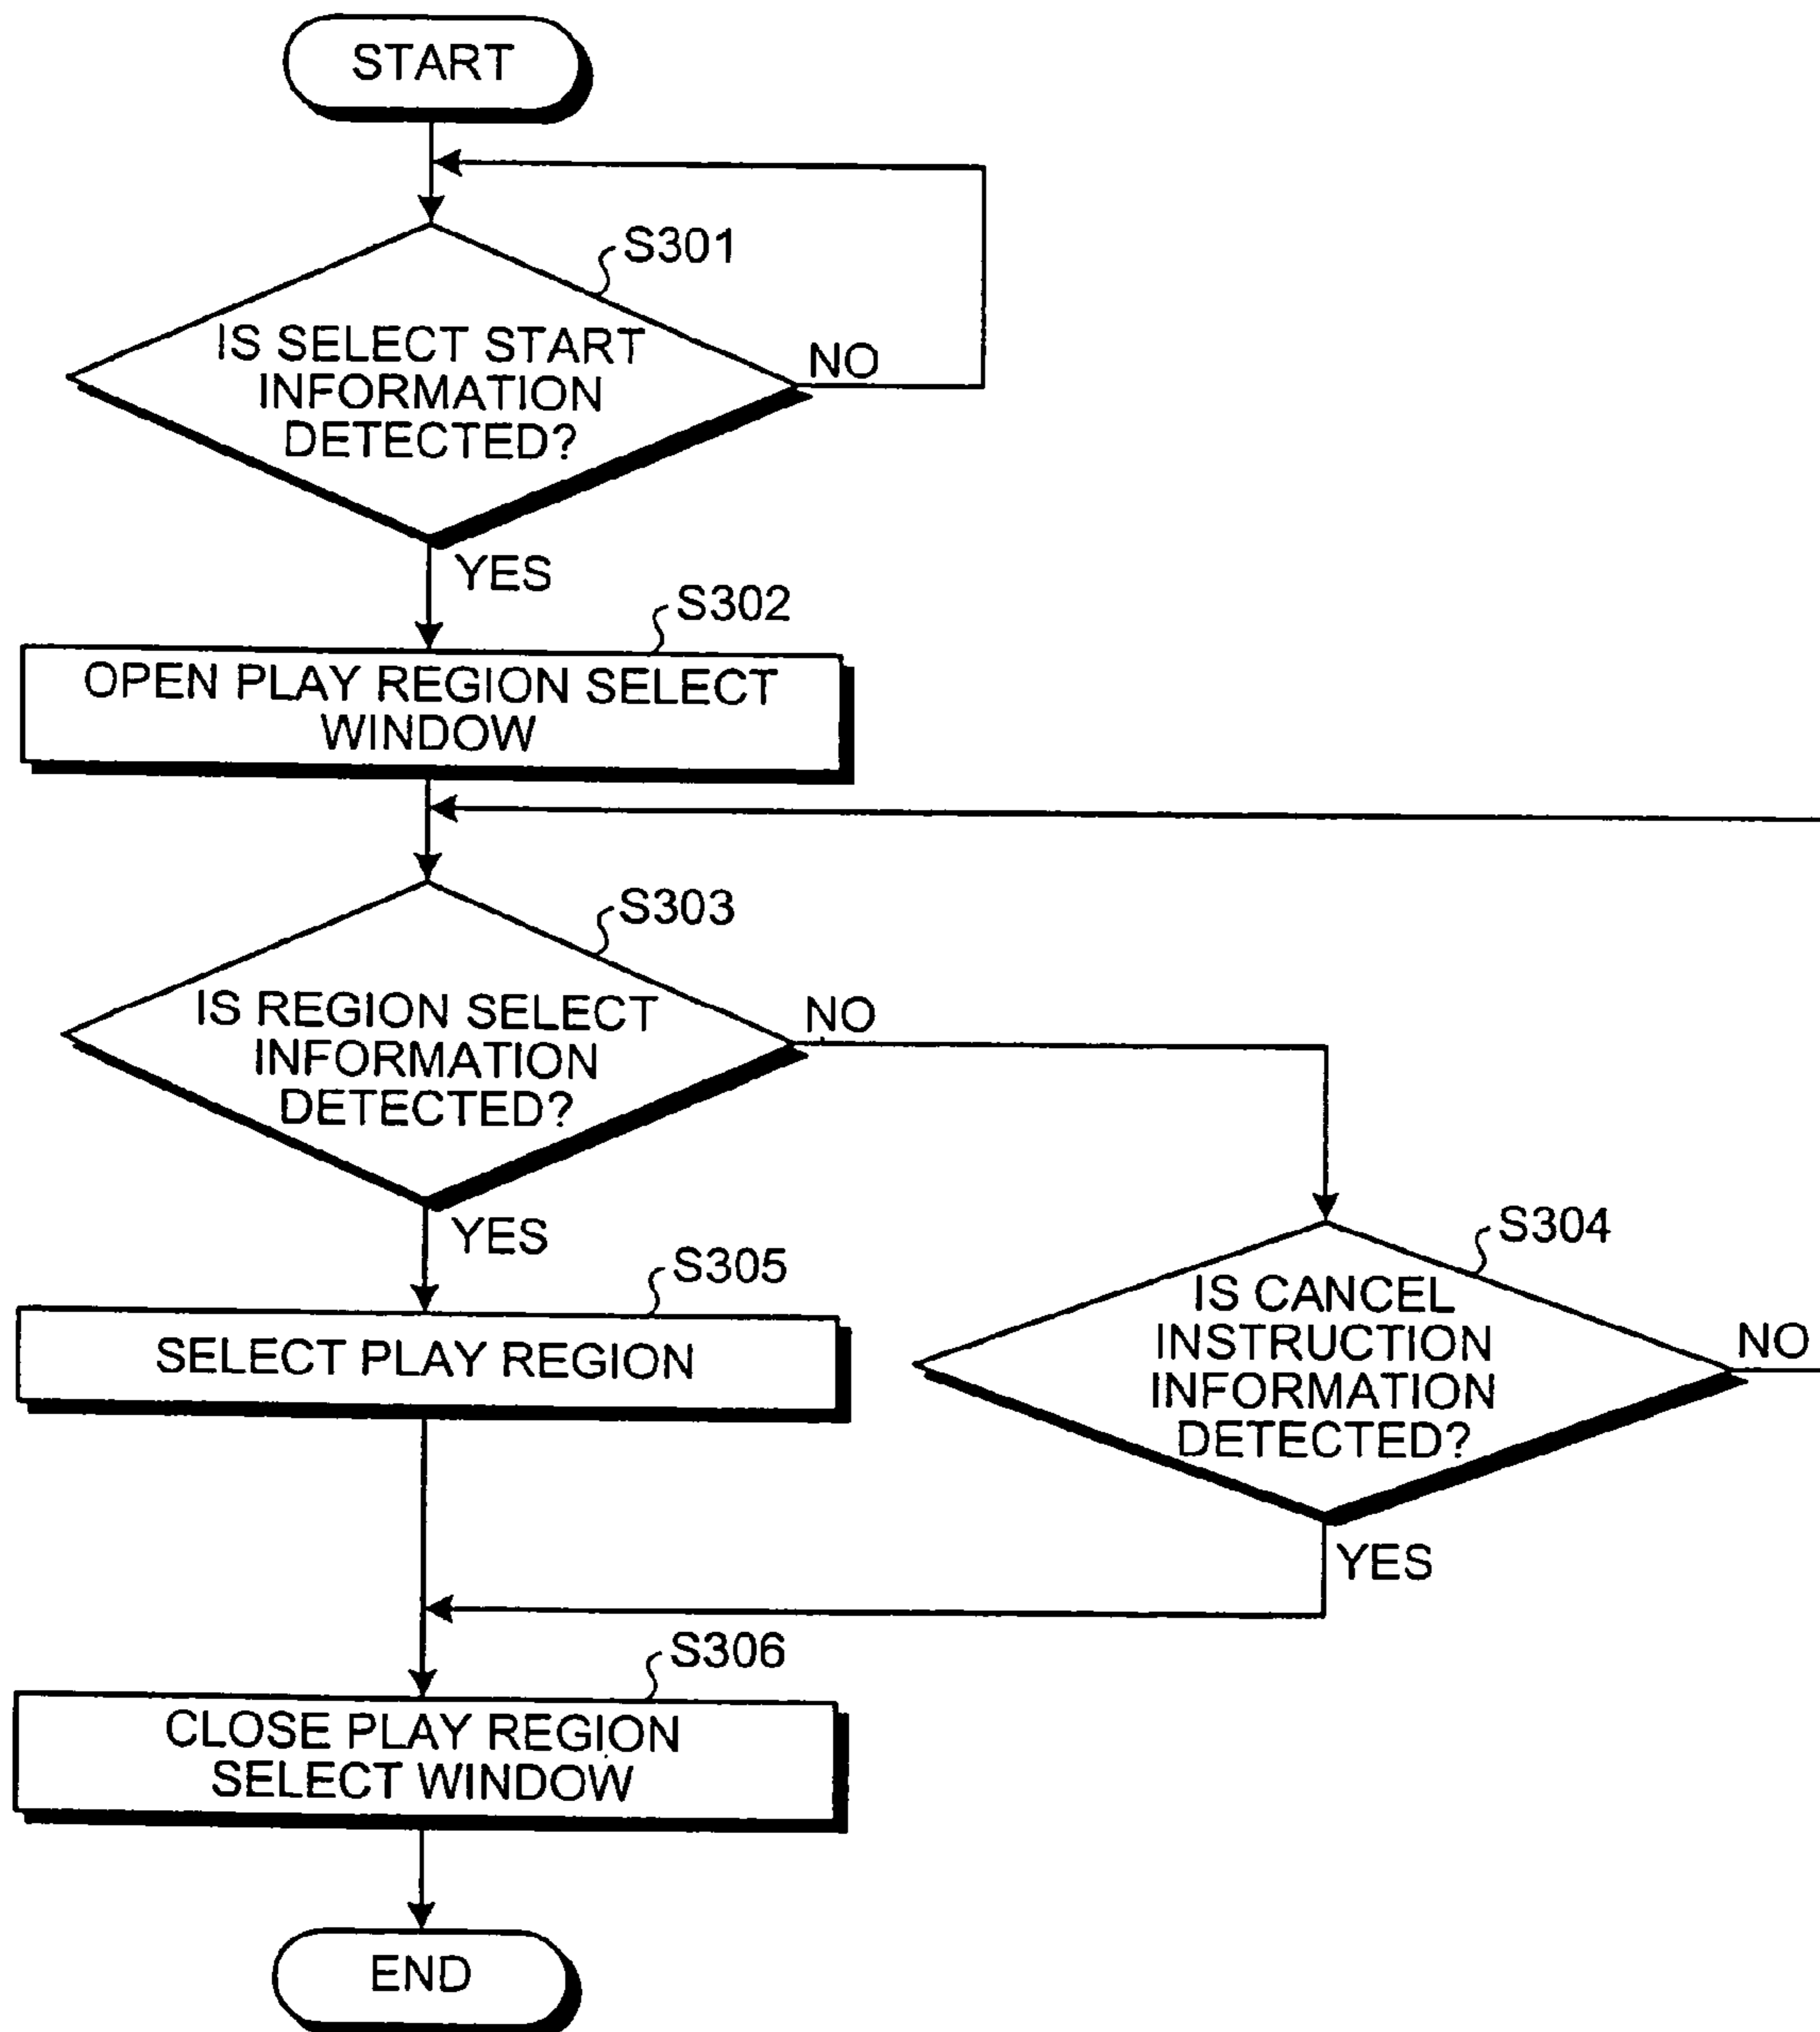 START
S301
IS SELECT START
INFORMATION
DETECTED?
NO
YES
S302
OPEN PLAY REGION SELECT
WINDOW
S303
IS REGION SELECT
INFORMATION
DETECTED?
NO
YES
S304
IS CANCEL
INSTRUCTION
INFORMATION
DETECTED?
NO
YES
S305
SELECT PLAY REGION
S306
CLOSE PLAY REGION
SELECT WINDOW
END